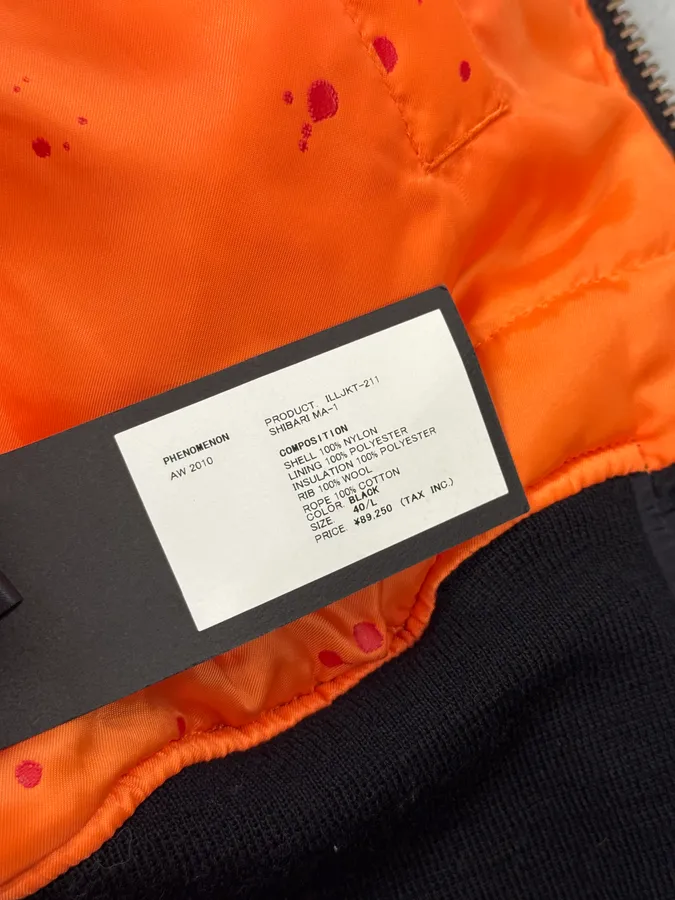 PHENOMENON
AW 2010
PRODUCT. ILLJKT-211
SHIBARI MA-1
COMPOSITION
SHELL 100% NYLON
LINING 100% POLYESTER
INSULATION 100% POLYESTER
RIB 100% WOOL
ROPE 100% COTTON
COLOR. BLACK
SIZE. 40/L
PRICE ¥89,250 (TAX INC.)